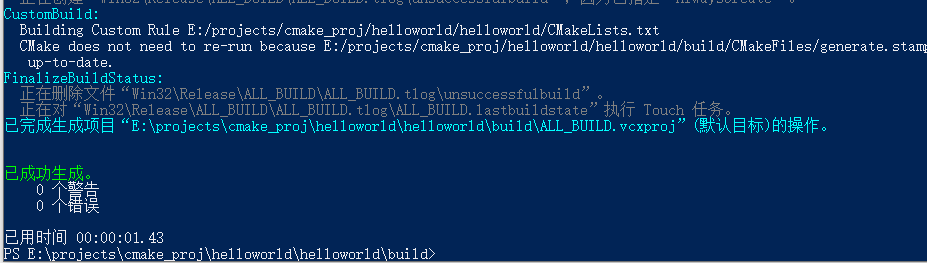 CustomBuild:
Building Custom Rule E:/projects/cmake_proj/helloworld/helloworld/CMakeLists.txt
CMake does not need to re-run because E:/projects/cmake_proj/helloworld/helloworld/build/CMakeFiles/generate.stamp
up-to-date.
FinalizeBuildStatus:
正在删除文件“Win32\Release\ALL_BUILD\ALL_BUILD.tlog\unsuccessfulbuild”。
正在对“Win32\Release\ALL_BUILD\ALL_BUILD.tlog\ALL_BUILD.lastbuildstate”执行 Touch 任务。
已完成生成项目“E:\projects\cmake_proj\helloworld\helloworld\build\ALL_BUILD.vcxproj”(默认目标)的操作。
已成功生成。
0 个警告
0 个错误
已用时间 00:00:01.43
PS E:\projects\cmake_proj\helloworld\helloworld\build>